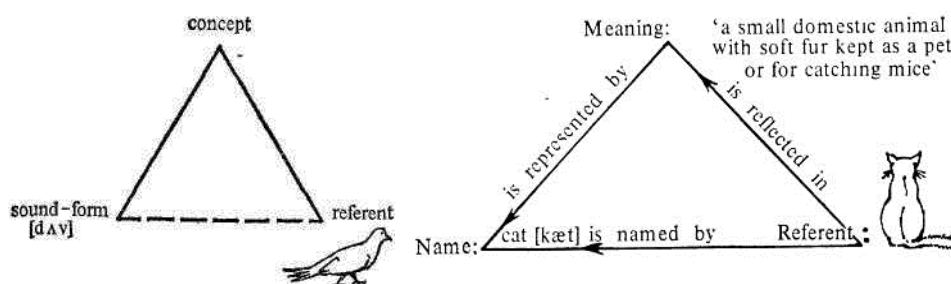 concept
sound-form
[dʌv]
referent
Meaning:
‘a small domestic animal
with soft fur kept as a pet
or for catching mice‘
is represented by
is reflected in
Name:
cat [kæt] is named by
Referent: